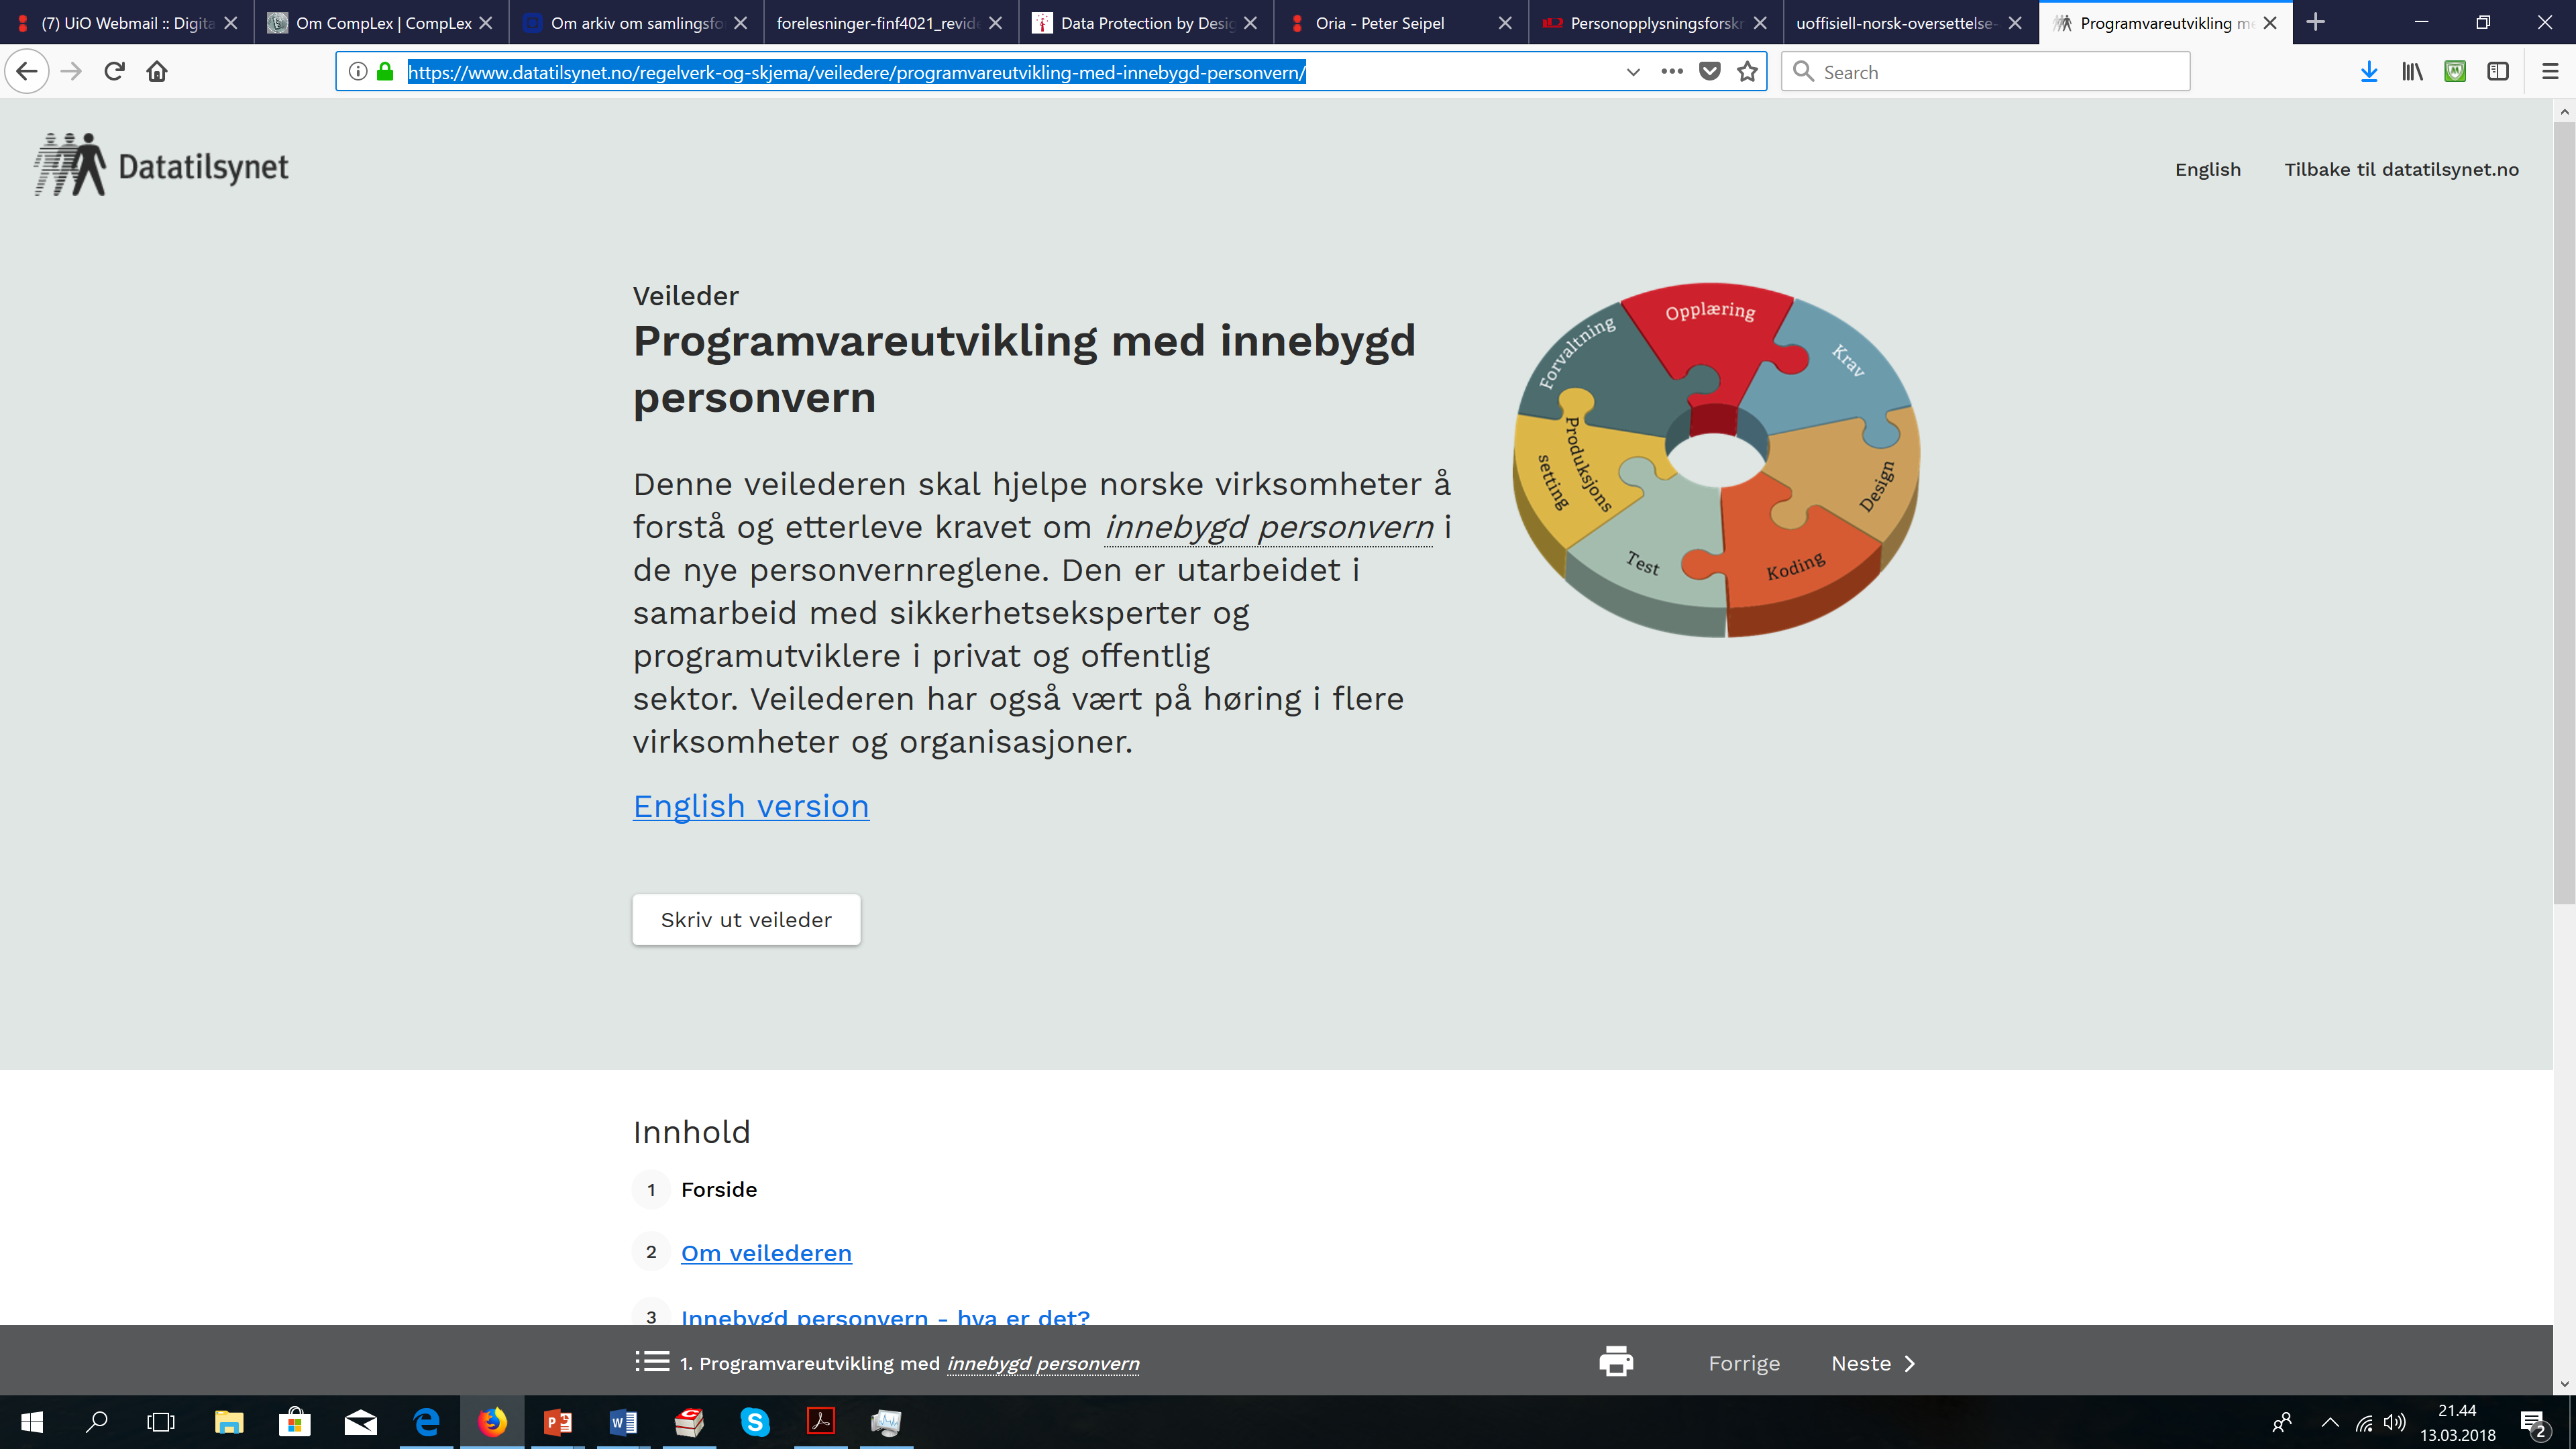 (7) UiO Webmail :: Digita
Om CompLex | CompLex
Om arkiv om samlingsfo
forelesninger-finf4021_revide
Data Protection by Desig
Oria - Peter Seipel
Personopplysningsforskr
uoffisiell-norsk-oversettelse-
Programvareutvikling me
https://www.datatilsynet.no/regelverk-og-skjema/veiledere/programvareutvikling-med-innebygd-personvern/
Search
Datatilsynet
English
Tilbake til datatilsynet.no
Veileder
Programvareutvikling med innebygd
personvern
Denne veilederen skal hjelpe norske virksomheter å
forstå og etterleve kravet om innebygd personvern i
de nye personvernreglene. Den er utarbeidet i
samarbeid med sikkerhetseksperter og
programutviklere i privat og offentlig
sektor. Veilederen har også vært på høring i flere
virksomheter og organisasjoner.
English version
Skriv ut veileder
Opplæring
Krav
Design
Koding
Test
Produksjons
setting
Forvaltning
Innhold
1 Forside
2 Om veilederen
3 Innebygd personvern - hva er det?
1. Programvareutvikling med innebygd personvern
Forrige
Neste
21.44
13.03.2018
2